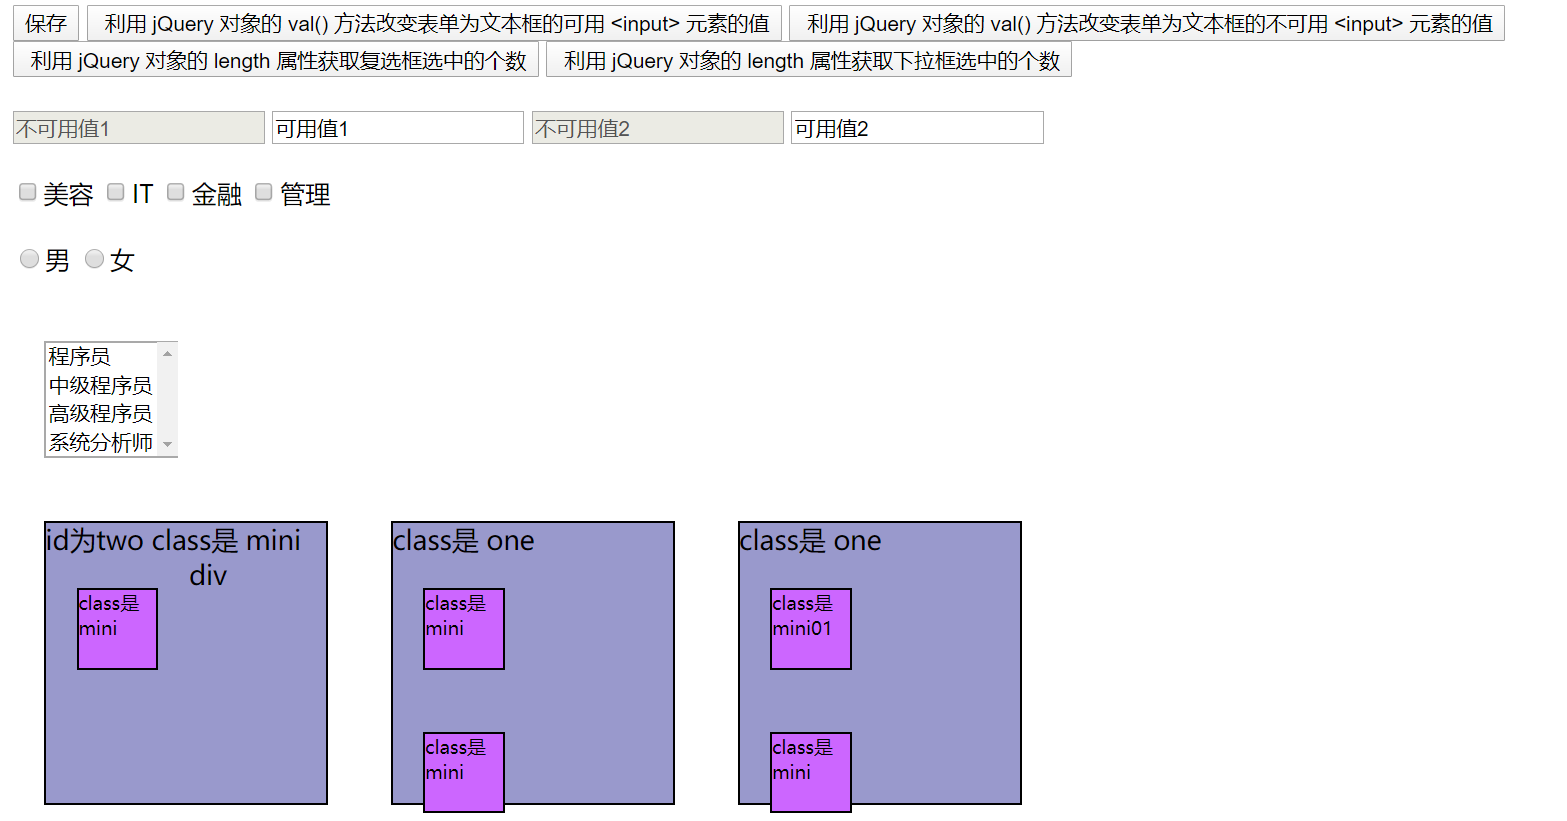 保存 利用 jQuery 对象的 val() 方法改变表单为文本框的可用 <input> 元素的值 利用 jQuery 对象的 val() 方法改变表单为文本框的不可用 <input> 元素的值
利用 jQuery 对象的 length 属性获取复选框选中的个数 利用 jQuery 对象的 length 属性获取下拉框选中的个数
不可用值1 可用值1 不可用值2 可用值2
美容 IT 金融 管理
男 女
程序员
中级程序员
高级程序员
系统分析师
id为two class是 mini
div
class是
mini
class是 one
class是
mini
class是
mini
class是 one
class是
mini01
class是
mini